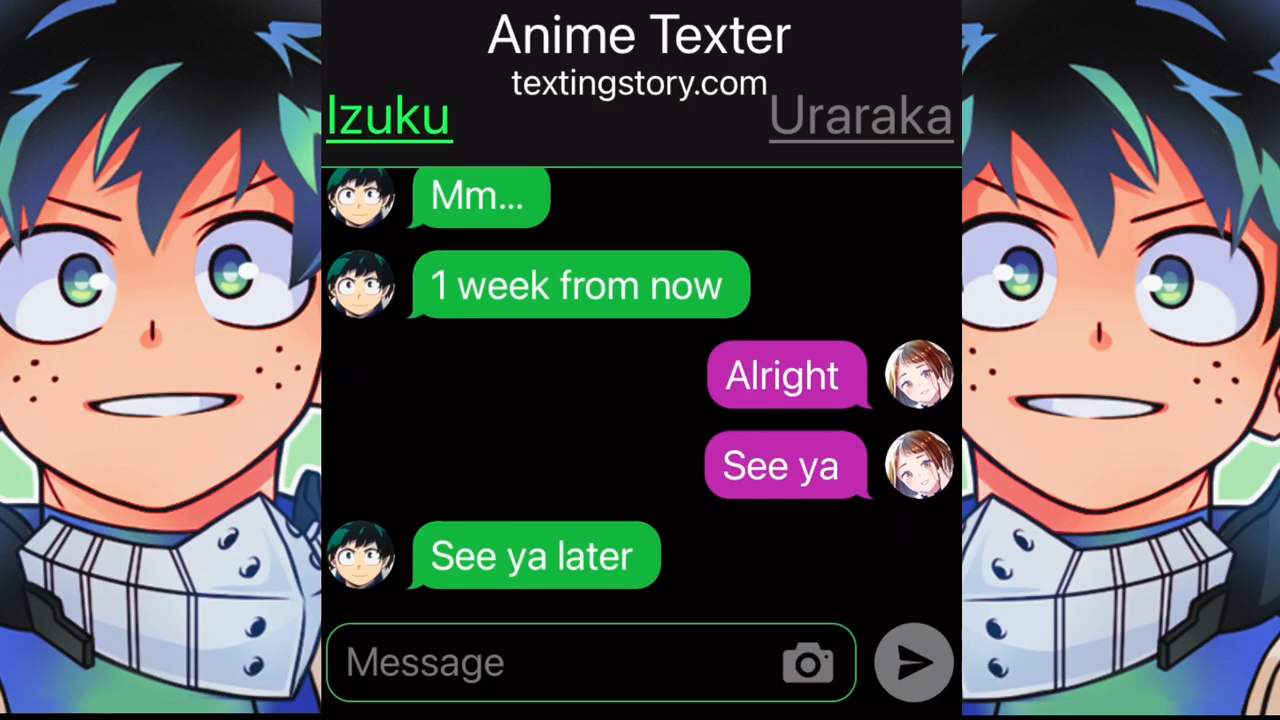 Anime Texter
textingstory.com
Izuku
Uraraka
Mm...
1 week from now
Alright
See ya
See ya later
Message